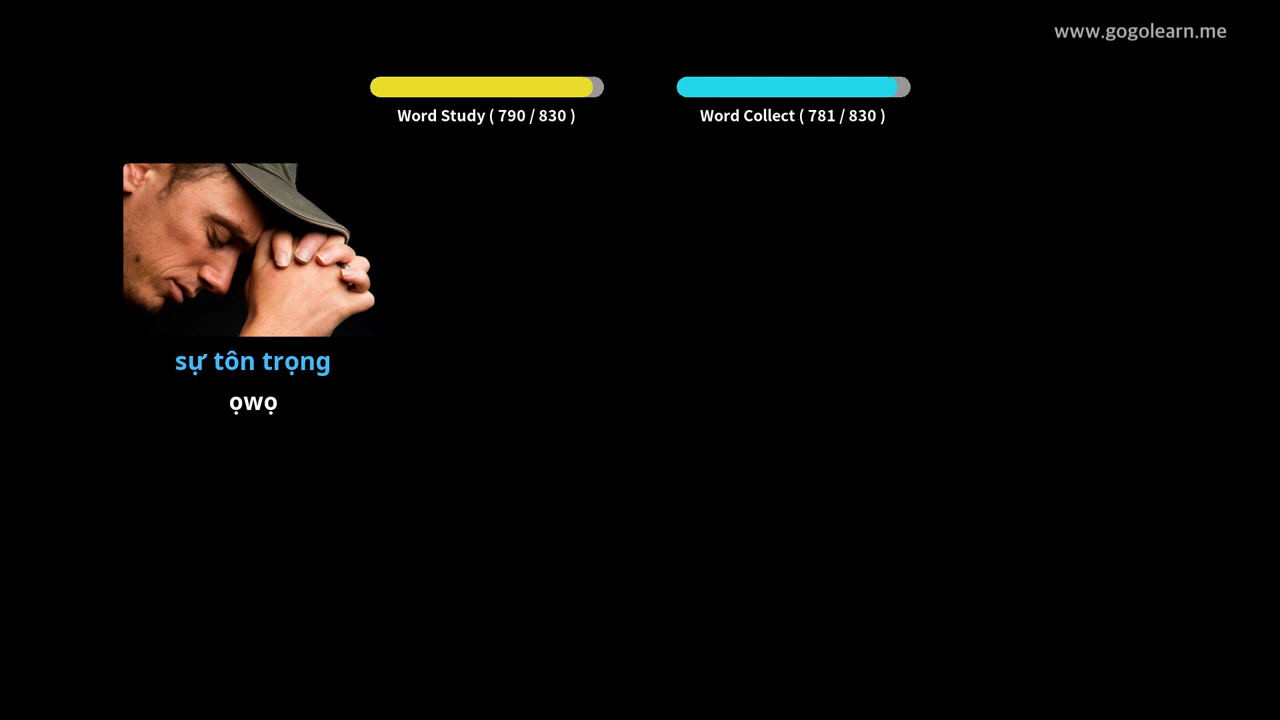 www.gogolearn.me
Word Study ( 790 / 830 )
Word Collect ( 781 / 830 )
sự tôn trọng
ọwọ